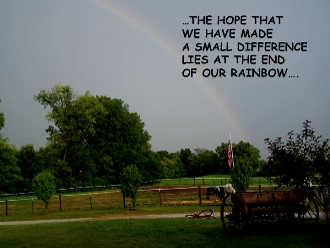 …THE HOPE THAT
WE HAVE MADE
A SMALL DIFFERENCE
LIES AT THE END
OF OUR RAINBOW….